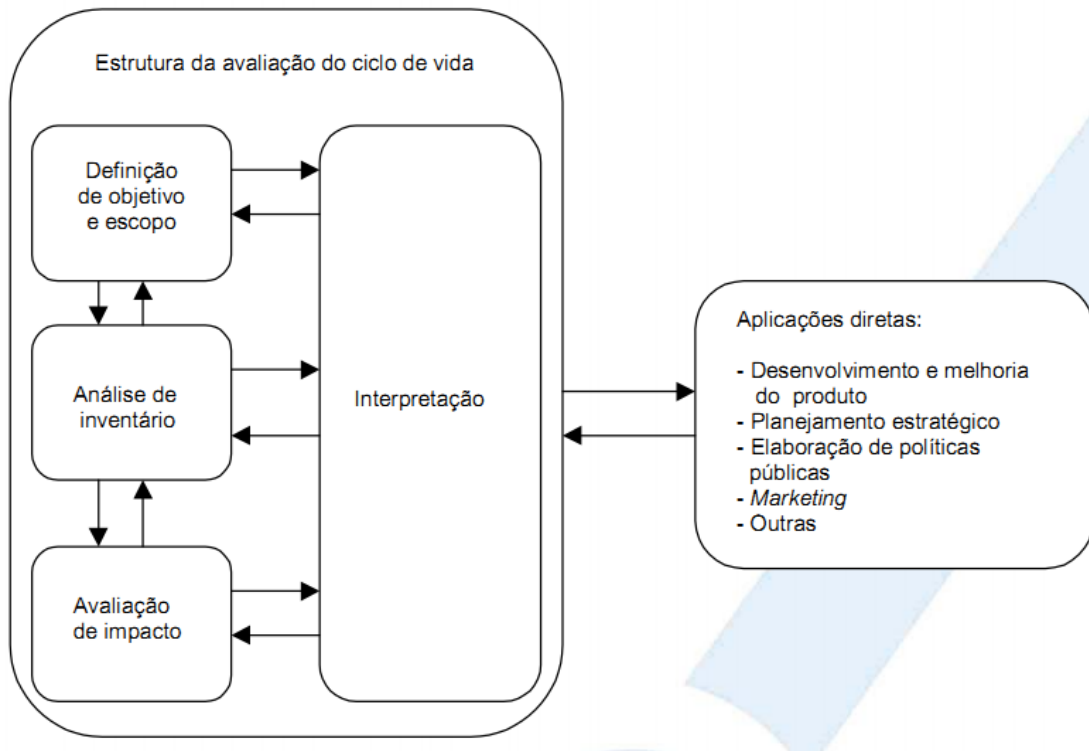 Estrutura da avaliação do ciclo de vida
Definição
de objetivo
e escopo
Análise de
inventário
Avaliação
de impacto
Interpretação
Aplicações diretas:
- Desenvolvimento e melhoria
do produto
- Planejamento estratégico
- Elaboração de políticas
públicas
- Marketing
- Outras